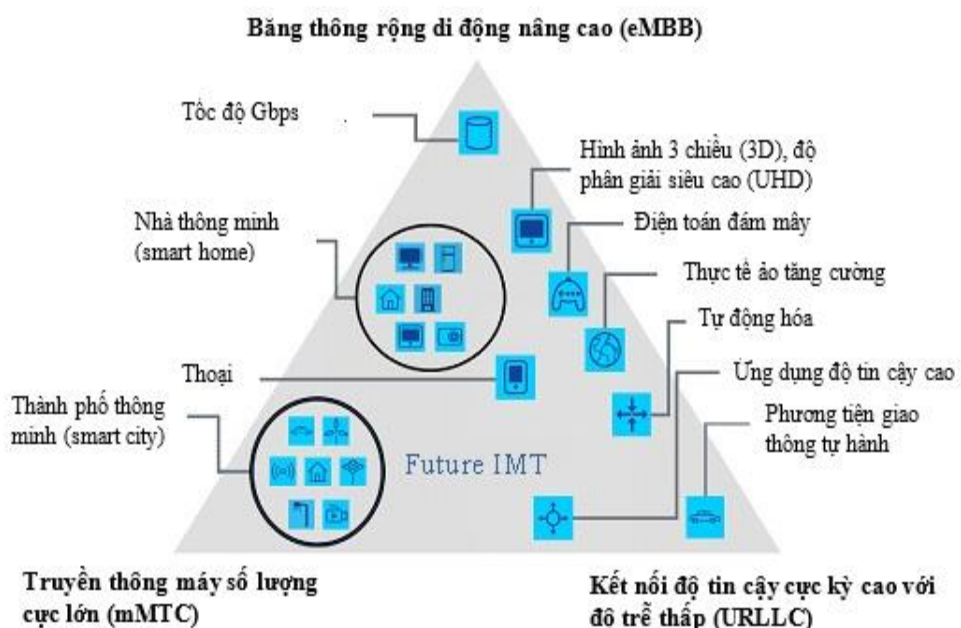 Băng thông rộng di động nâng cao (eMBB)
Tốc độ Gbps
Hình ảnh 3 chiều (3D), độ
phân giải siêu cao (UHD)
Nhà thông minh
(smart home)
Điện toán đám mây
Thực tế ảo tăng cường
Tự động hóa
Thoại
Ứng dụng độ tin cậy cao
Thành phố thông
minh (smart city)
Phương tiện giao
thông tự hành
Future IMT
Truyền thông máy số lượng
cực lớn (mMTC)
Kết nối độ tin cậy cực kỳ cao với
độ trễ thấp (URLLC)